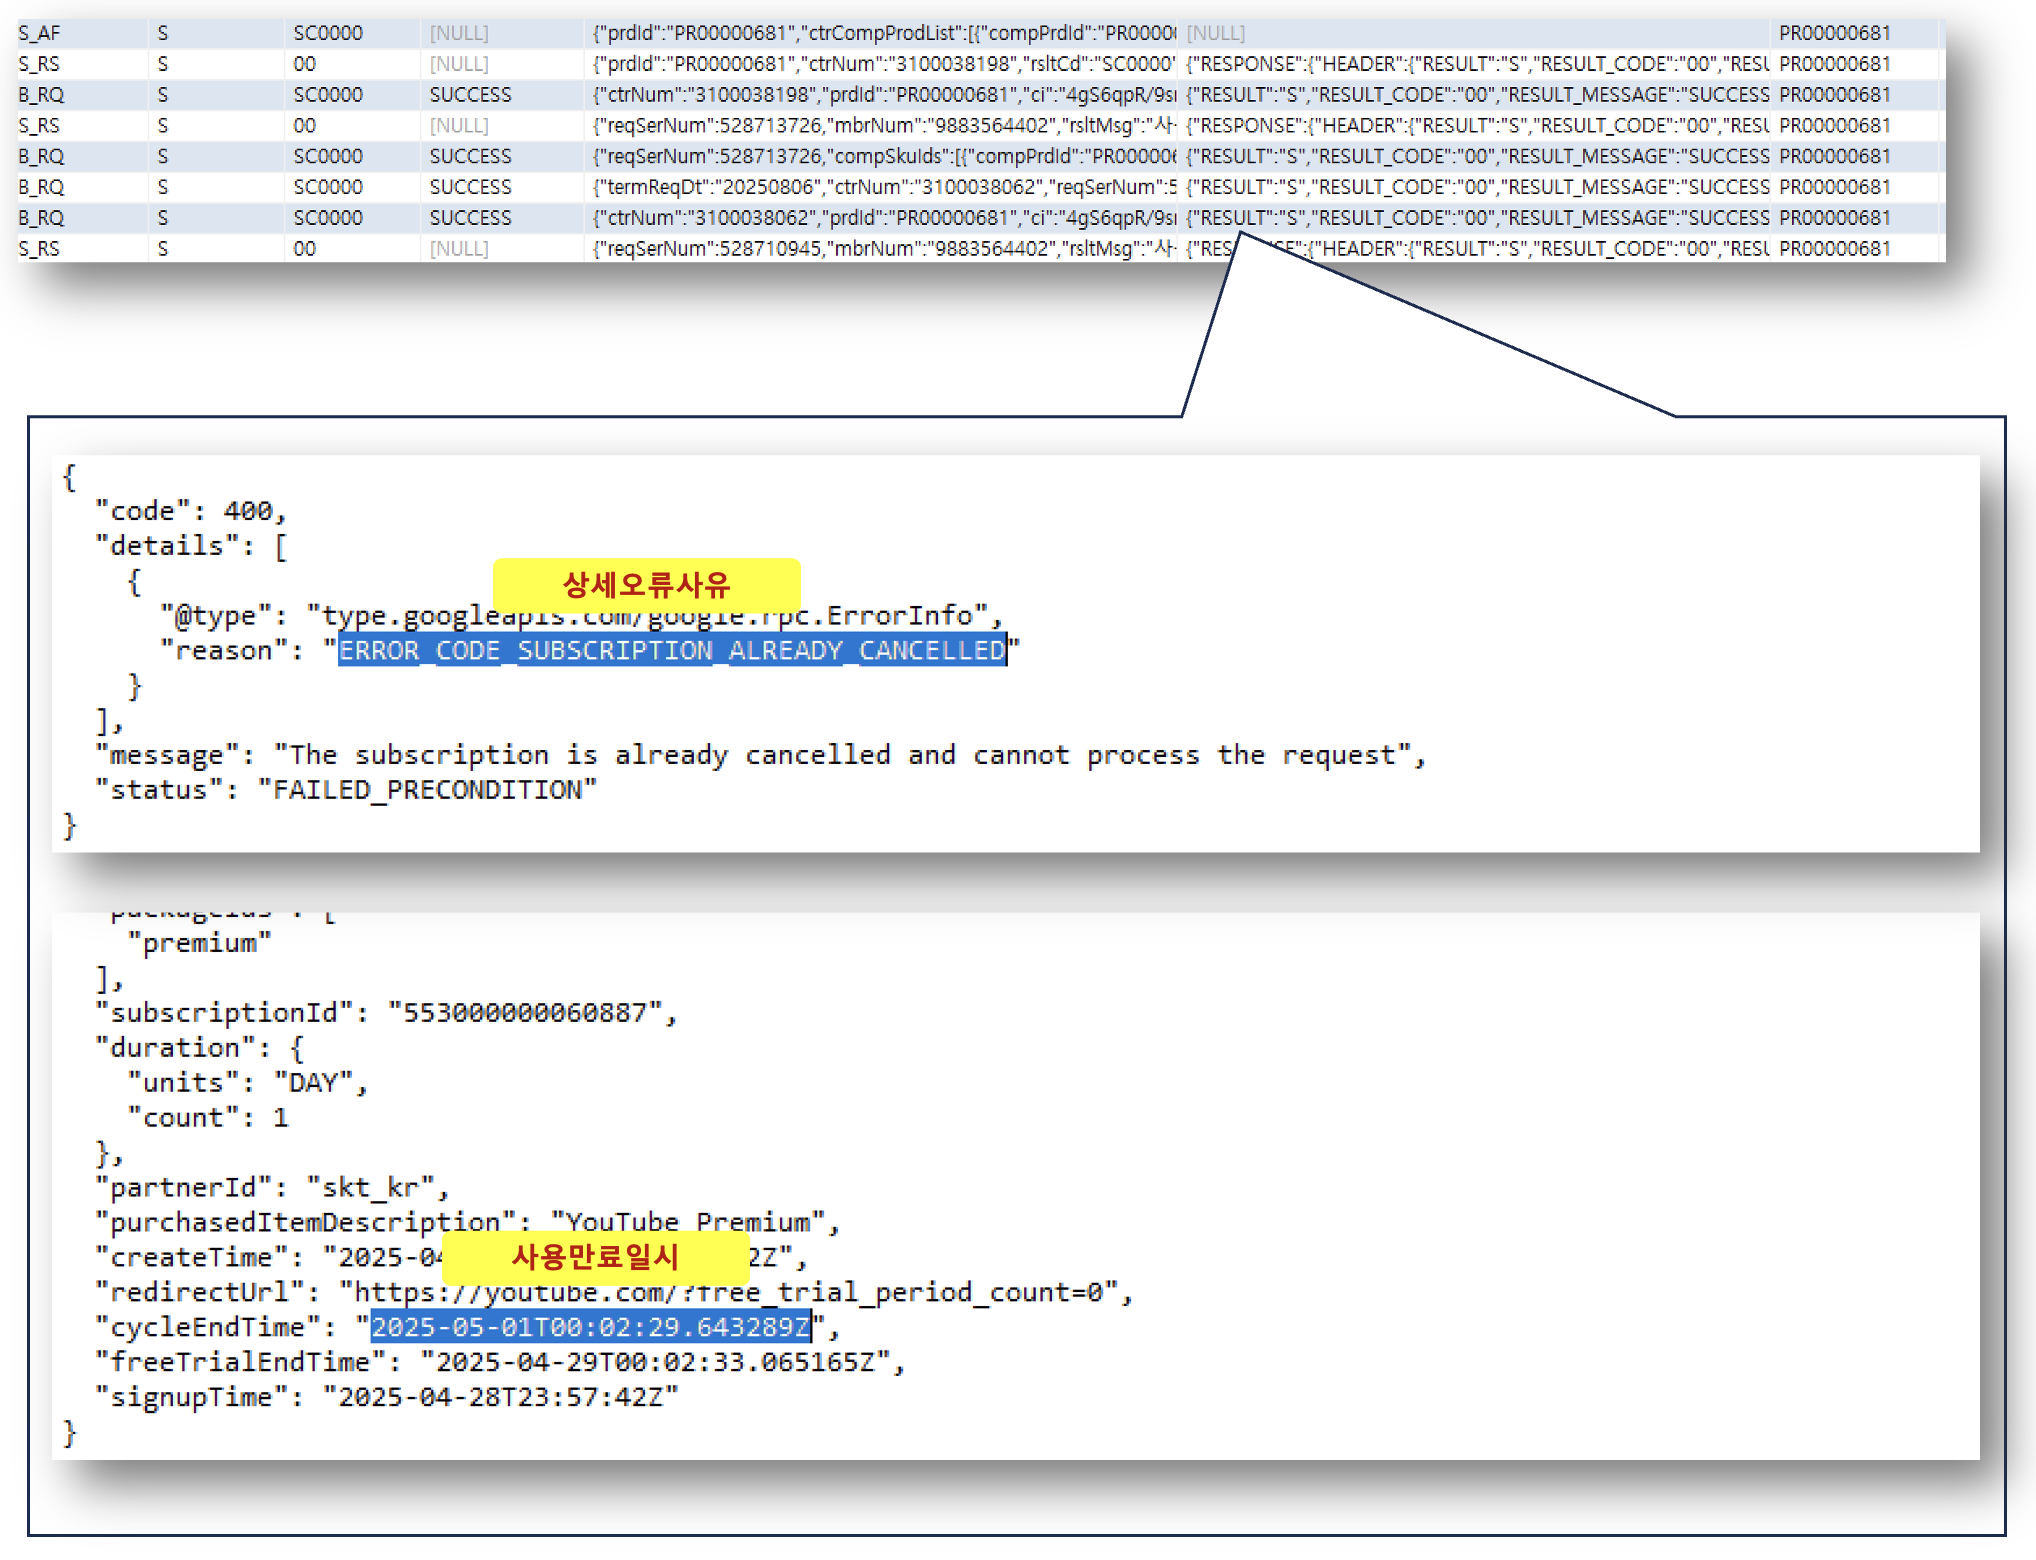 S_AF S SC0000 [NULL] {"prdId":"PR00000681","ctrCompProdList":[{"compPrdId":"PR0000( [NULL] PR00000681
S_RS S 00 [NULL] {"prdId":"PR00000681","ctrNum":"3100038198","rsltCd":"SC0000" {"RESPONSE":{"HEADER":{"RESULT":"S","RESULT_CODE":"00","RESU PR00000681
B_RQ S SC0000 SUCCESS {"ctrNum":"3100038198","prdId":"PR00000681","ci":"4gS6qpR/9sı {"RESULT":"S","RESULT_CODE":"00","RESULT_MESSAGE":"SUCCESS PR00000681
S_RS S 00 [NULL] {"reqSerNum":528713726,"mbrNum":"9883564402","rsltMsg":"사 {"RESPONSE":{"HEADER":{"RESULT":"S","RESULT_CODE":"00","RESU PR00000681
B_RQ S SC0000 SUCCESS {"reqSerNum":528713726,"compSkuIds":[{"compPrdId":"PR00000 {"RESULT":"S","RESULT_CODE":"00","RESULT_MESSAGE":"SUCCESS PR00000681
B_RQ S SC0000 SUCCESS {"termReqDt":"20250806","ctrNum":"3100038062","reqSerNum":5 {"RESULT":"S","RESULT_CODE":"00","RESULT_MESSAGE":"SUCCESS PR00000681
B_RQ S SC0000 SUCCESS {"ctrNum":"3100038062","prdId":"PR00000681","ci":"4gS6qpR/9sı {"RESULT":"S","RESULT_CODE":"00","RESULT_MESSAGE":"SUCCESS PR00000681
S_RS S 00 [NULL] {"reqSerNum":528710945,"mbrNum":"9883564402","rsltMsg":"사 {"RES :{"HEADER":{"RESULT":"S","RESULT_CODE":"00","RESU PR00000681
{
"code": 400,
"details": [
{
상세오류사유
"@type": "type.googleapis.com/google.rpc.ErrorInfo",
"reason": "ERROR_CODE_SUBSCRIPTION_ALREADY_CANCELLED"
}
],
"message": "The subscription is already cancelled and cannot process the request",
"status": "FAILED_PRECONDITION"
}
"premium"
],
"subscriptionId": "553000000060887",
"duration": {
"units": "DAY",
"count": 1
},
"partnerId": "skt_kr",
"purchasedItemDescription": "YouTube Premium",
"createTime": "2025-04 2Z",
사용만료일시
"redirectUrl": "https://youtube.com/?free_trial_period_count=0",
"cycleEndTime": "2025-05-01T00:02:29.643289Z",
"freeTrialEndTime": "2025-04-29T00:02:33.065165Z",
"signupTime": "2025-04-28T23:57:42Z"
}